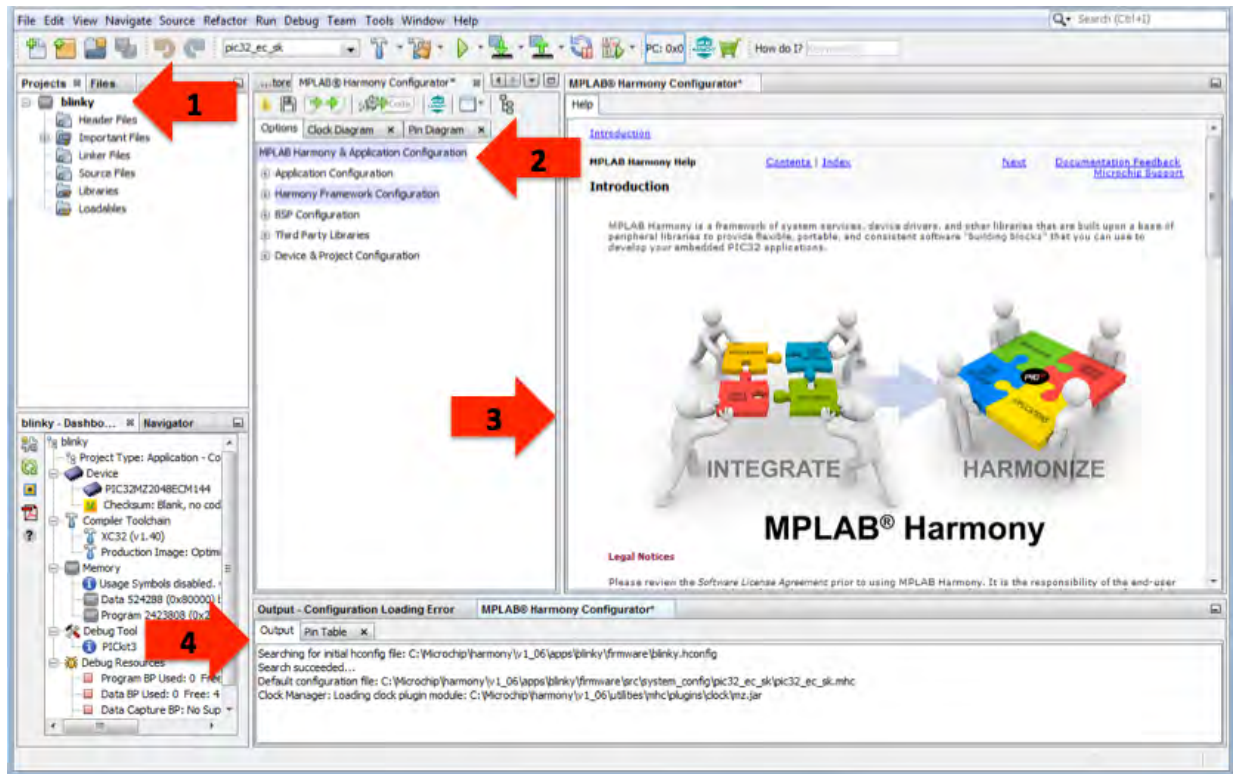 File Edit View Navigate Source Refactor Run Debug Team Tools Window Help
Search (Ctrl+I)
pic32_ec_sk
PC: 0x0
How do I?
Projects Files
blinky
Header Files
Important Files
Linker Files
Source Files
Libraries
Loadables
1
...tore MPLAB® Harmony Configurator*
Options Clock Diagram Pin Diagram
MPLAB Harmony & Application Configuration
Application Configuration
Harmony Framework Configuration
BSP Configuration
Third Party Libraries
Device & Project Configuration
2
MPLAB® Harmony Configurator*
Help
Introduction
MPLAB Harmony Help Contents | Index Next Documentation Feedback
Microchip Support
Introduction
MPLAB Harmony is a framework of system services, device drivers, and other libraries that are built upon a base of
peripheral libraries to provide flexible, portable, and consistent software "building blocks" that you can use to
develop your embedded PIC32 applications.
3
PIC
INTEGRATE HARMONIZE
MPLAB® Harmony
Legal Notices
Please review the Software License Agreement prior to using MPLAB Harmony. It is the responsibility of the end-user
blinky - Dashbo... Navigator
blinky
Project Type: Application - Co
Device
PIC32MZ2048ECM144
Checksum: Blank, no cod
Compiler Toolchain
XC32 (v1.40)
Production Image: Optimi
Memory
Usage Symbols disabled.
Data 524288 (0x80000) b
Program 2423808 (0x2
Debug Tool
PICkit3
Debug Resources
Program BP Used: 0 Free
Data BP Used: 0 Free: 4
Data Capture BP: No Sup
4
Output - Configuration Loading Error MPLAB® Harmony Configurator*
Output Pin Table
Searching for initial hconfig file: C:\Microchip\harmony\v1_06\apps\blinky\firmware\blinky.hconfig
Search succeeded...
Default configuration file: C:\Microchip\harmony\v1_06\apps\blinky\firmware\src\system_config\pic32_ec_sk\pic32_ec_sk.mhc
Clock Manager: Loading clock plugin module: C:\Microchip\harmony\v1_06\utilities\mhc\plugins\clock\mz.jar